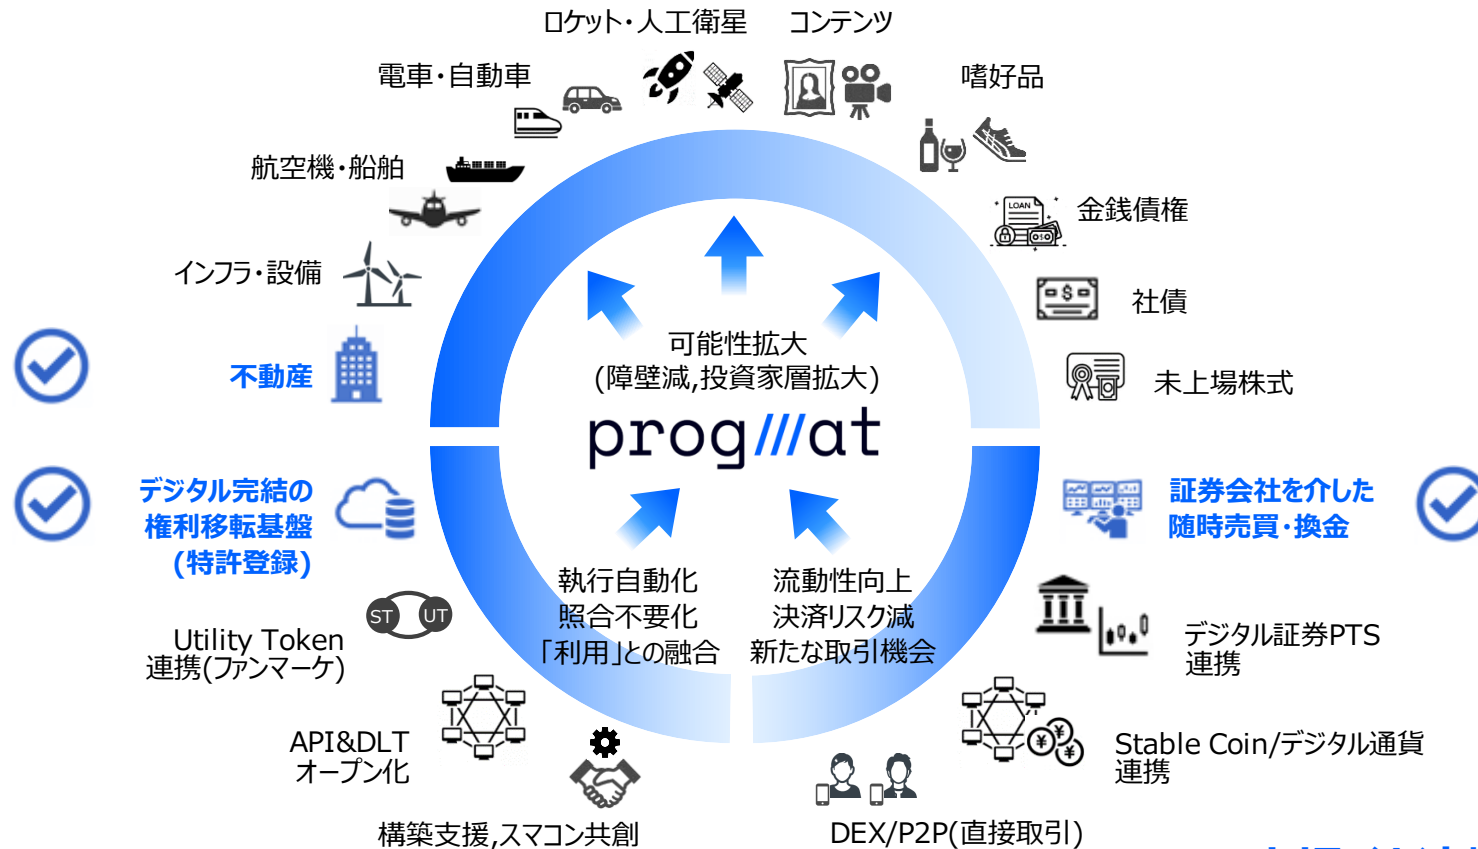 ロケット・人工衛星
コンテンツ
電車・自動車
嗜好品
航空機・船舶
LOAN
金銭債権
インフラ・設備
社債
可能性拡大
(障壁減,投資家層拡大)
不動産
未上場株式
prog///at
デジタル完結の
権利移転基盤
(特許登録)
証券会社を介した
随時売買・換金
執行自動化
照合不要化
「利用」との融合
流動性向上
決済リスク減
新たな取引機会
ST
UT
Utility Token
連携(ファンマーケ)
デジタル証券PTS
連携
API&DLT
オープン化
Stable Coin/デジタル通貨
連携
構築支援,スマコン共創
DEX/P2P(直接取引)